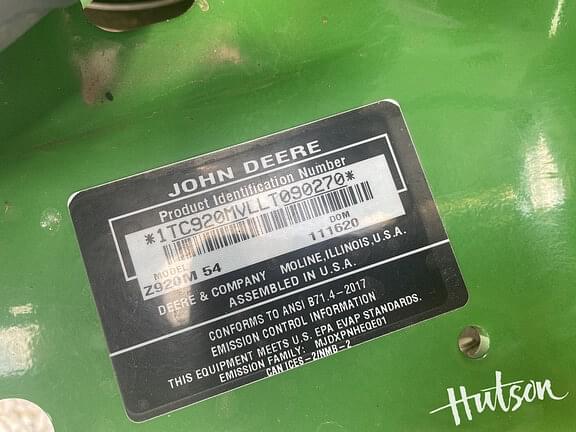 JOHN DEERE
Product Identification Number
*1TC920MVLLT090270*
MODEL DOM
Z920M 54 111620
DEERE & COMPANY MOLINE, ILLINOIS, U.S.A.
ASSEMBLED IN U.S.A.
CONFORMS TO ANSI B71.4-2017
EMISSION CONTROL INFORMATION
THIS EQUIPMENT MEETS U.S. EPA EVAP STANDARDS.
EMISSION FAMILY: MJDXPNHEQE01
CAN ICES-2/NMB-2
Hutson